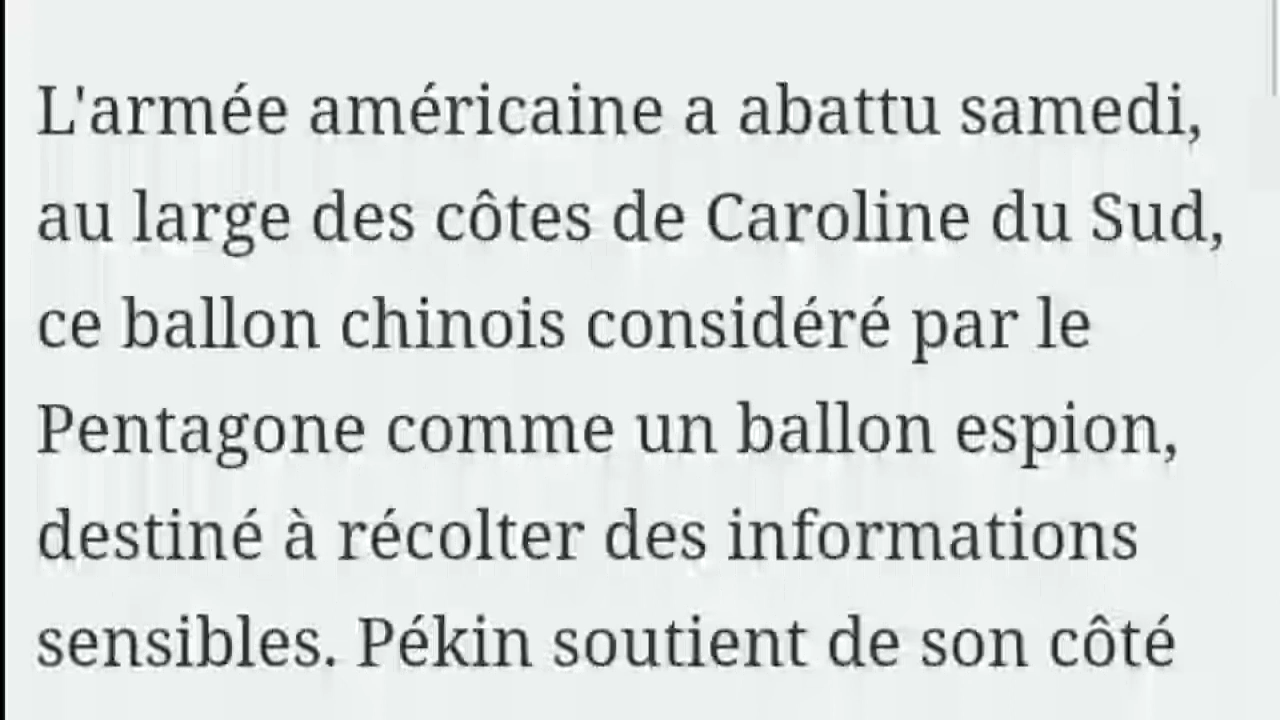 L'armée américaine a abattu samedi,
au large des côtes de Caroline du Sud,
ce ballon chinois considéré par le
Pentagone comme un ballon espion,
destiné à récolter des informations
sensibles. Pékin soutient de son côté